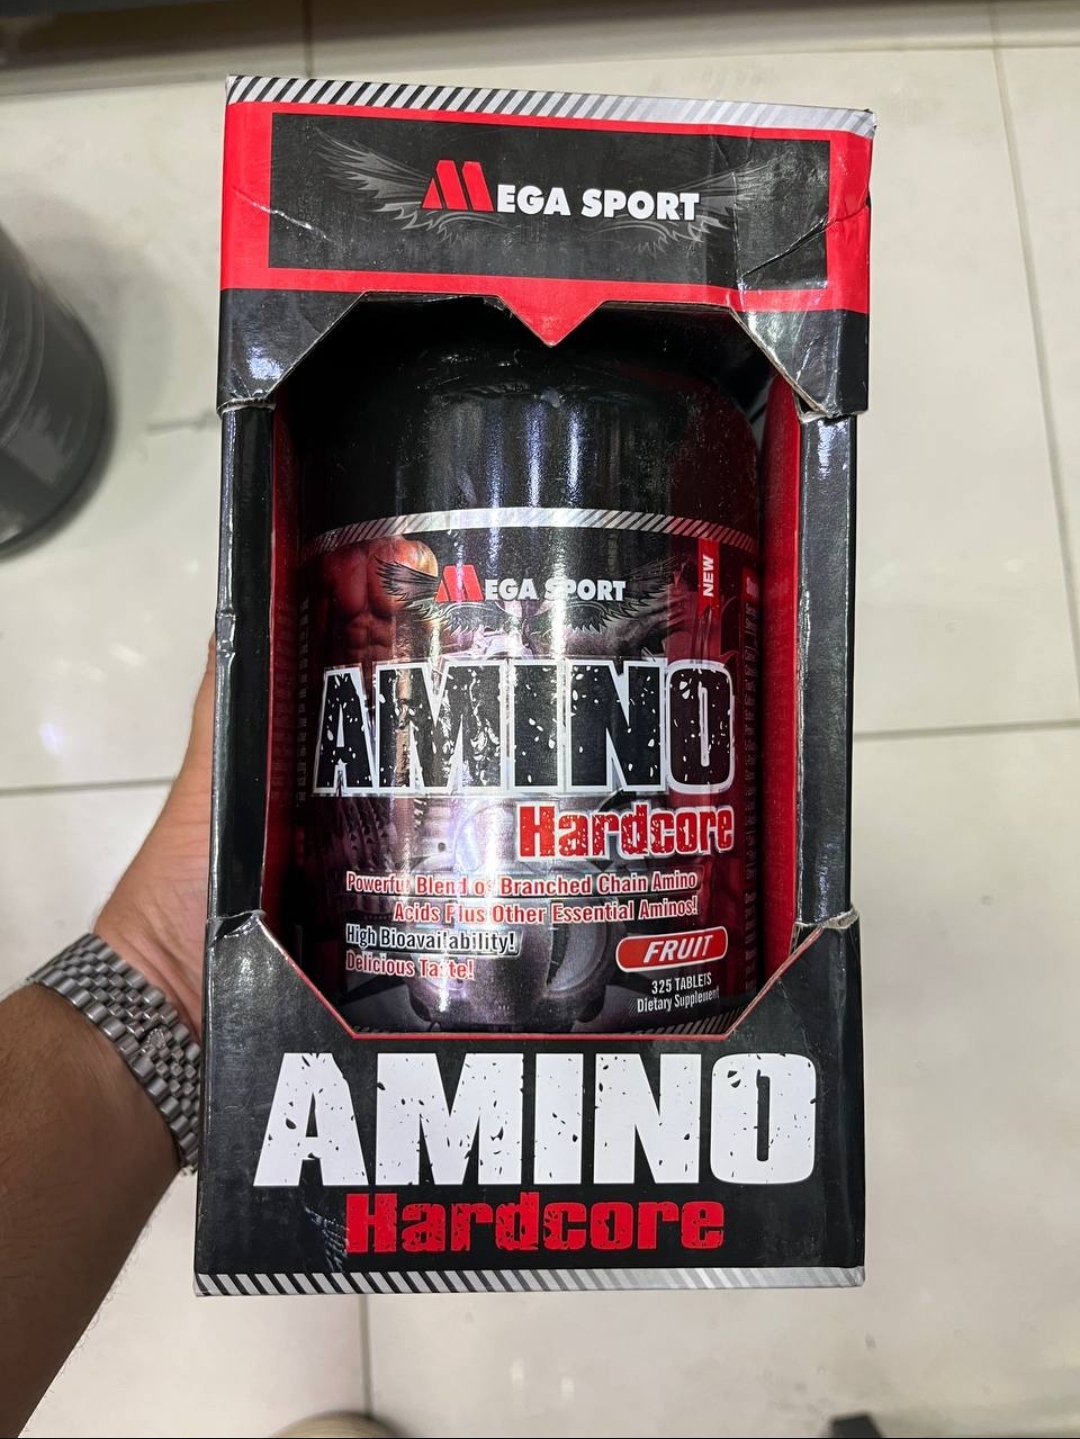 MEGA SPORT
MEGA SPORT
NEW
AMINO
Hardcore
Powerful Blend of Branched Chain Amino
Acids Plus Other Essential Aminos!
High Bioavailability!
Delicious Taste!
FRUIT
325 TABLETS
Dietary Supplement
AMINO
Hardcore